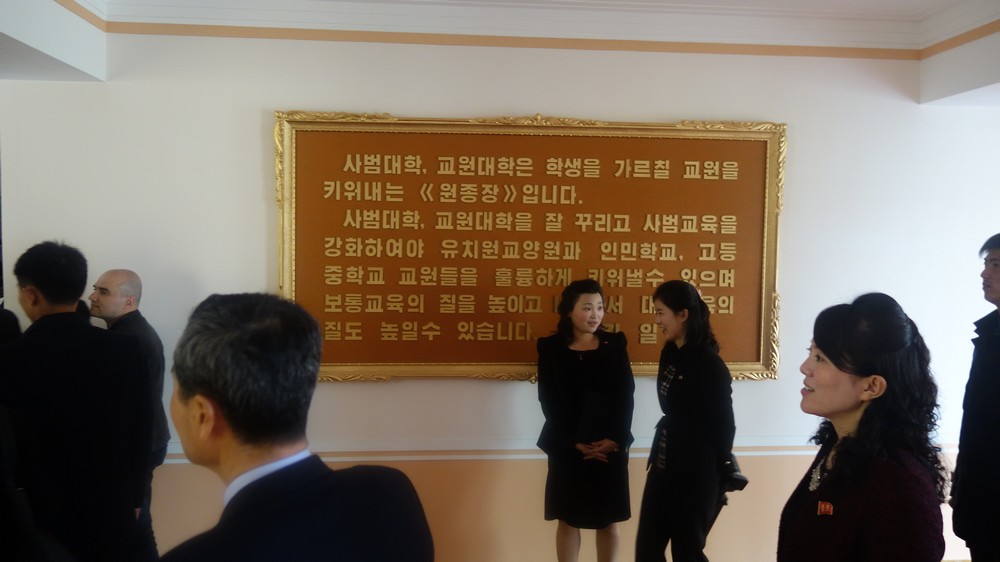 사범대학, 교원대학은 학생을 가르칠 교원을
키워내는 《원종장》입니다.
사범대학, 교원대학을 잘 꾸리고 사범교육을
강화하여야 유치원교양원과 인민학교, 고등
중학교 교원들을 훌륭하게 키워낼수 있으며
보통교육의 질을 높이고
질도 높일수 있습니다. 일